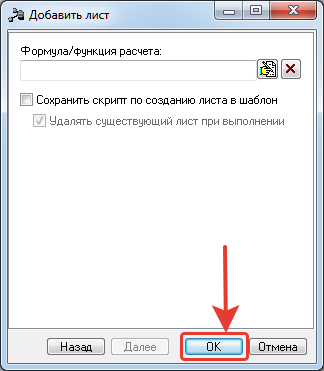 Добавить лист
Формула/функция расчета:
Сохранить скрипт по созданию листа в шаблон
Удалять существующий лист при выполнении
Назад
Далее
OK
Отмена